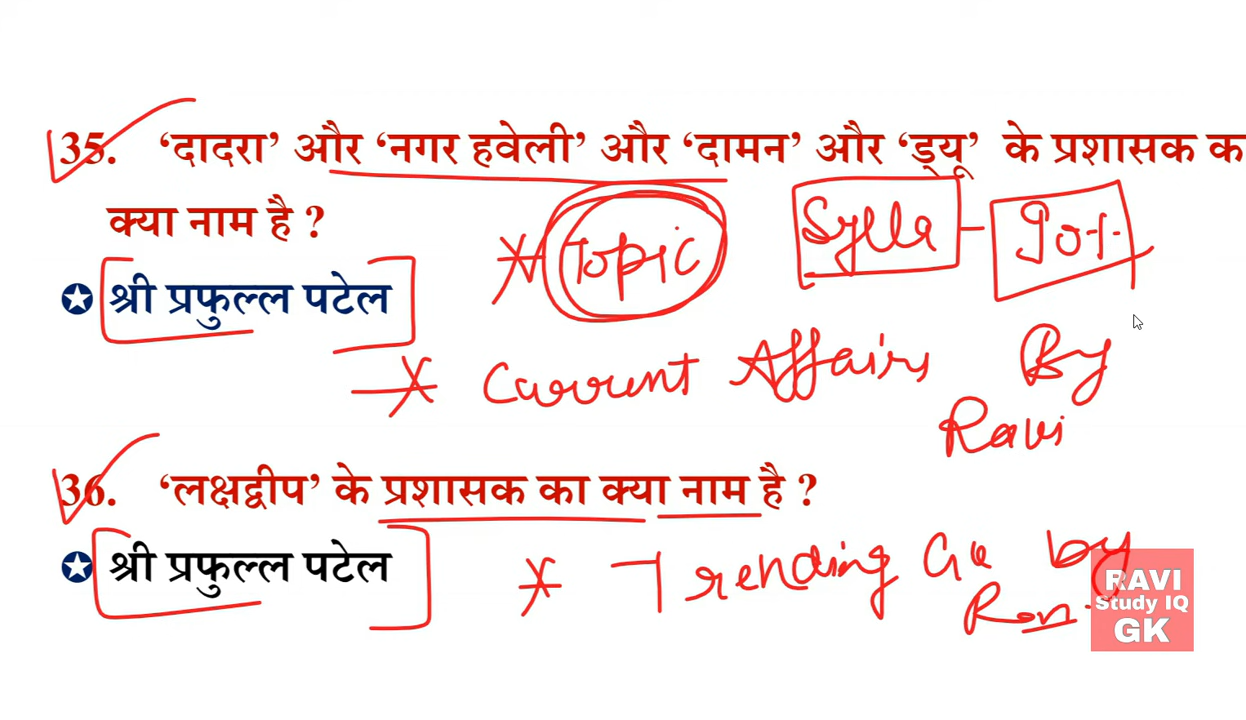 35. ‘दादरा’ और ‘नगर हवेली’ और ‘दामन’ और ‘ड्यू’ के प्रशासक क
क्या नाम है ?
* Topic Sylla - 90%
✪ श्री प्रफुल्ल पटेल
* Current Affairs By
Ravi
36. ‘लक्षद्वीप’ के प्रशासक का क्या नाम है ?
✪ श्री प्रफुल्ल पटेल
* Trending Gk by
RAVI
Study IQ
GK